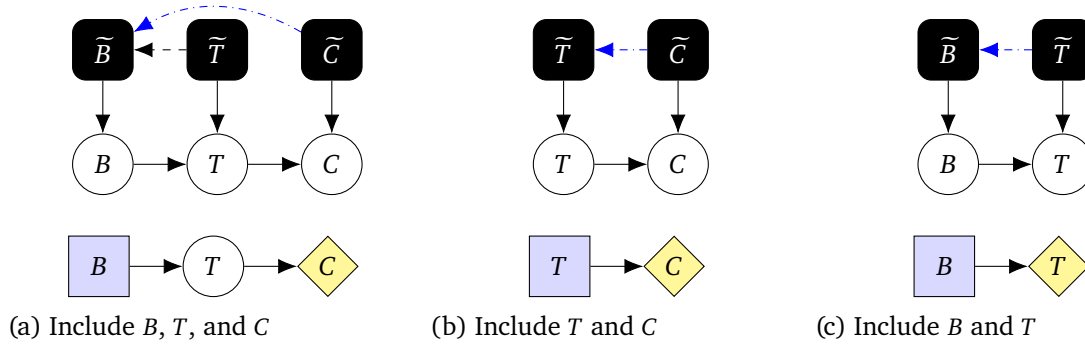 B̃ T̃ C̃ T̃ C̃ B̃ T̃
B T C T C B T
B T C T C B T
(a) Include B, T, and C (b) Include T and C (c) Include B and T